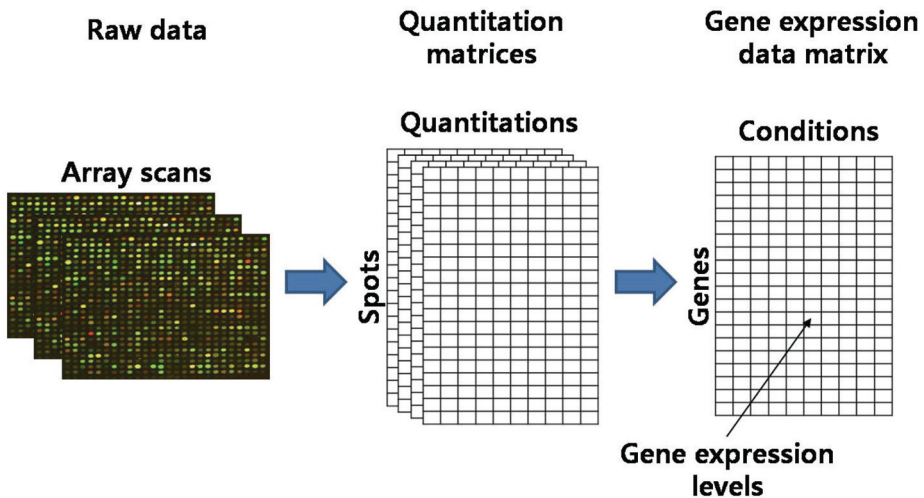 Raw data
Quantitation
matrices
Gene expression
data matrix
Array scans
Quantitations
Spots
Conditions
Genes
Gene expression
levels